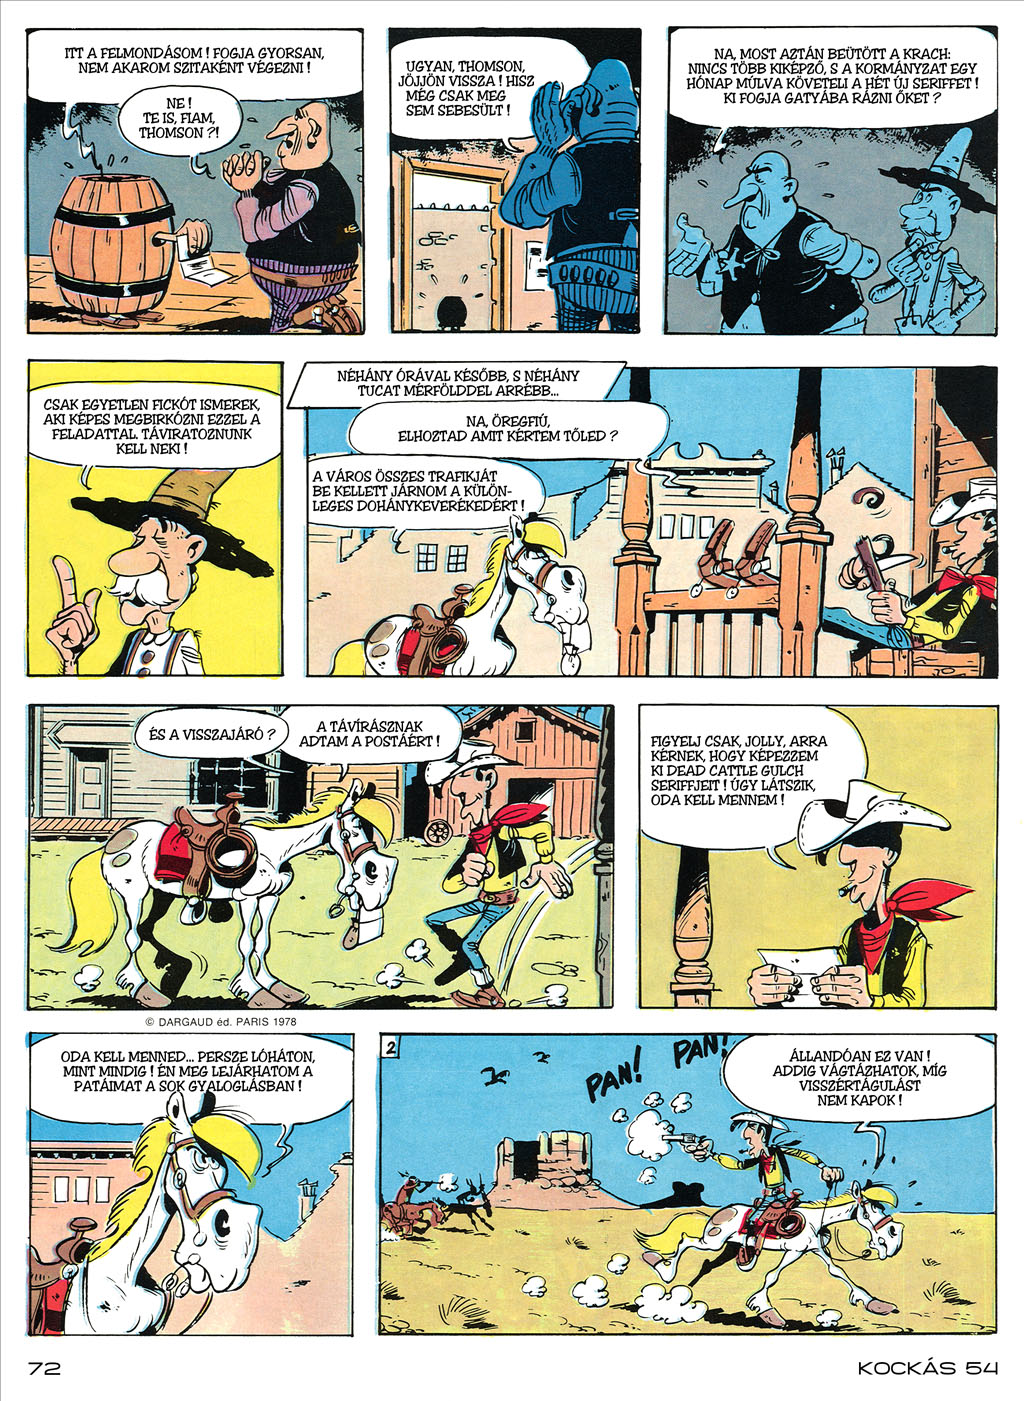 ITT A FELMONDÁSOM ! FOGJA GYORSAN,
NEM AKAROM SZITAKÉNT VÉGEZNI !
NE !
TE IS, FIAM,
THOMSON ?!
UGYAN, THOMSON,
JÖJJÖN VISSZA ! HISZ
MÉG CSAK MEG
SEM SEBESÜLT !
NA, MOST AZTÁN BEÜTÖTT A KRACH:
NINCS TÖBB KIKÉPZŐ, S A KORMÁNYZAT EGY
HÓNAP MÚLVA KÖVETELI A HÉT ÚJ SERIFFET !
KI FOGJA GATYÁBA RÁZNI ŐKET ?
CSAK EGYETLEN FICKÓT ISMEREK,
AKI KÉPES MEGBIRKÓZNI EZZEL A
FELADATTAL. TÁVIRATOZNUNK
KELL NEKI !
NÉHÁNY ÓRÁVAL KÉSŐBB, S NÉHÁNY
TUCAT MÉRFÖLDDEL ARRÉBB...
NA, ÖREGFIÚ,
ELHOZTAD AMIT KÉRTEM TŐLED ?
A VÁROS ÖSSZES TRAFIKJÁT
BE KELLETT JÁRNOM A KÜLÖN-
LEGES DOHÁNYKEVERÉKEDÉRT !
ÉS A VISSZAJÁRÓ ?
A TÁVÍRÁSZNAK
ADTAM A POSTÁÉRT !
FIGYELJ CSAK, JOLLY, ARRA
KÉRNEK, HOGY KÉPEZZEM
KI DEAD CATTLE GULCH
SERIFFJEIT ! ÚGY LÁTSZIK,
ODA KELL MENNEM !
© DARGAUD éd. PARIS 1978
ODA KELL MENNED... PERSZE LÓHÁTON,
MINT MINDIG ! ÉN MEG LEJÁRHATOM A
PATÁIMAT A SOK GYALOGLÁSBAN !
2
PAN!
PAN!
ÁLLANDÓAN EZ VAN !
ADDIG VÁGTÁZHATOK, MÍG
VISSZÉRTÁGULÁST
NEM KAPOK !
72
KOCKÁS 54